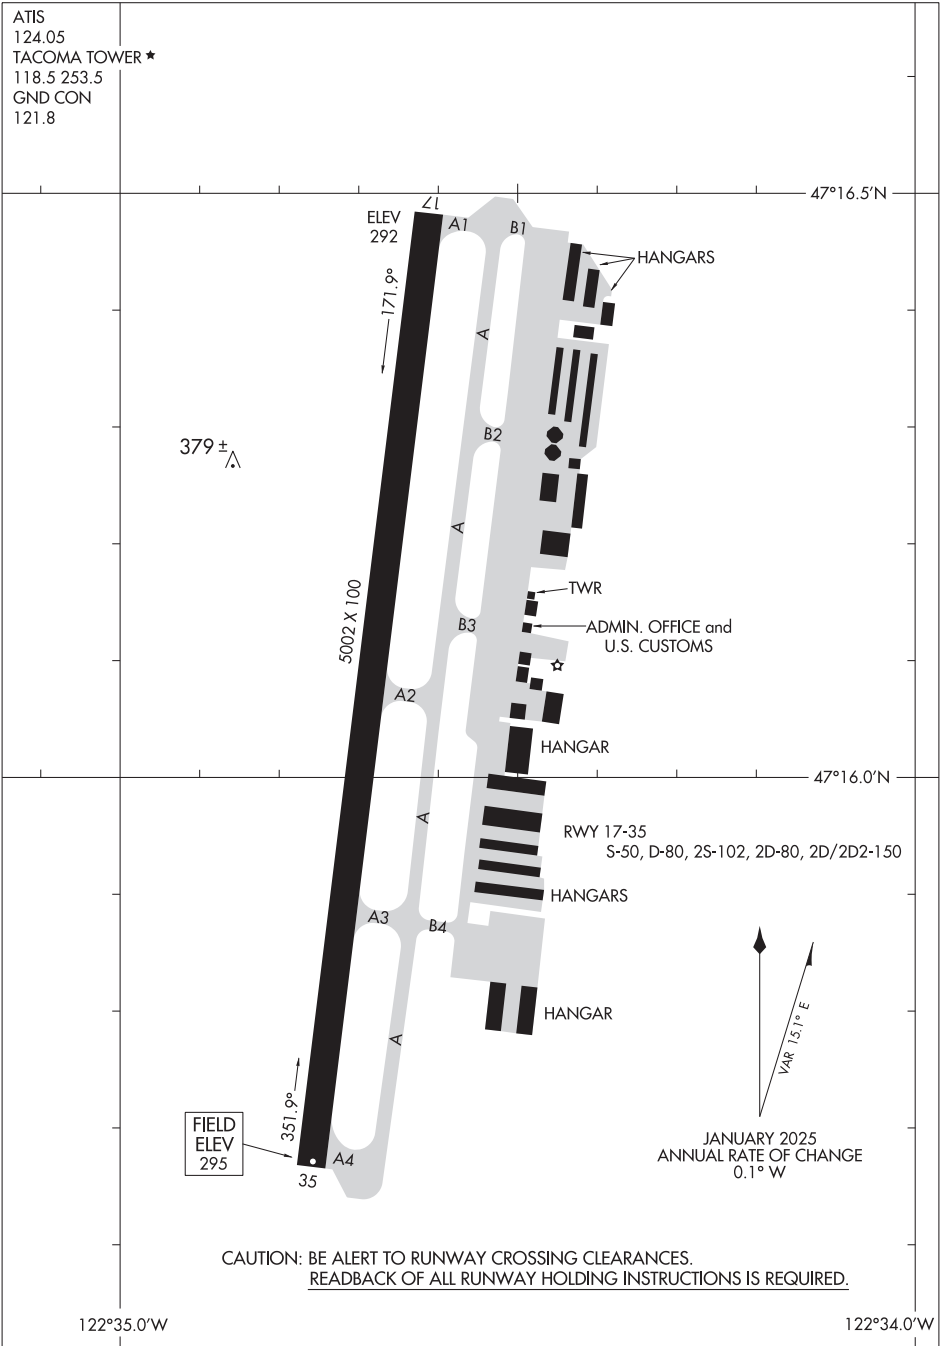 ATIS
124.05
TACOMA TOWER ★
118.5 253.5
GND CON
121.8
47°16.5'N
17
ELEV
292
A1
B1
HANGARS
171.9°
A
379 ±
B2
A
5002 X 100
TWR
B3
ADMIN. OFFICE and
U.S. CUSTOMS
A2
HANGAR
47°16.0'N
A
RWY 17-35
S-50, D-80, 2S-102, 2D-80, 2D/2D2-150
HANGARS
A3
B4
HANGAR
A
VAR 15.1° E
351.9°
FIELD
ELEV
295
A4
35
JANUARY 2025
ANNUAL RATE OF CHANGE
0.1° W
CAUTION: BE ALERT TO RUNWAY CROSSING CLEARANCES.
READBACK OF ALL RUNWAY HOLDING INSTRUCTIONS IS REQUIRED.
122°35.0'W
122°34.0'W